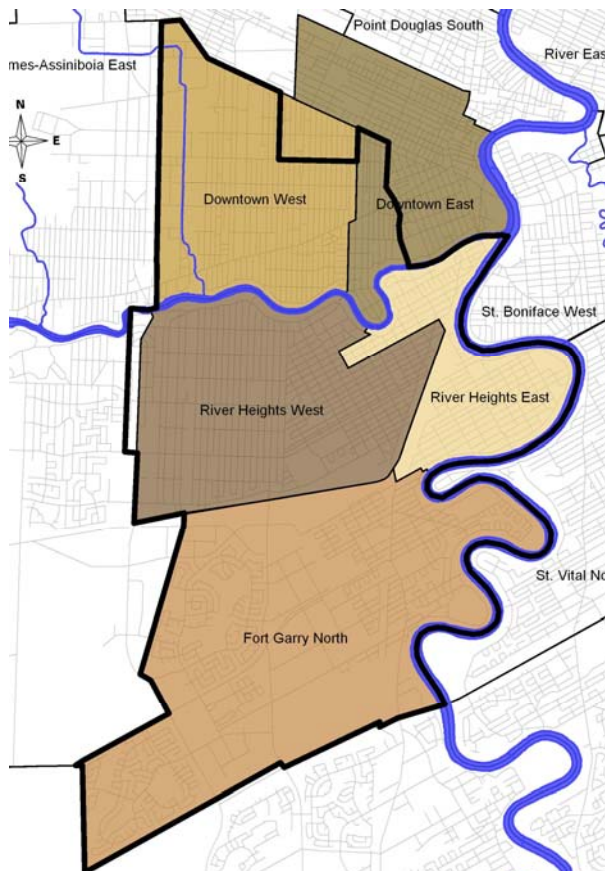 Point Douglas South
River Eas
mes-Assiniboia East
N
E
S
Downtown West
Downtown East
St. Boniface West
River Heights West
River Heights East
St. Vital No
Fort Garry North